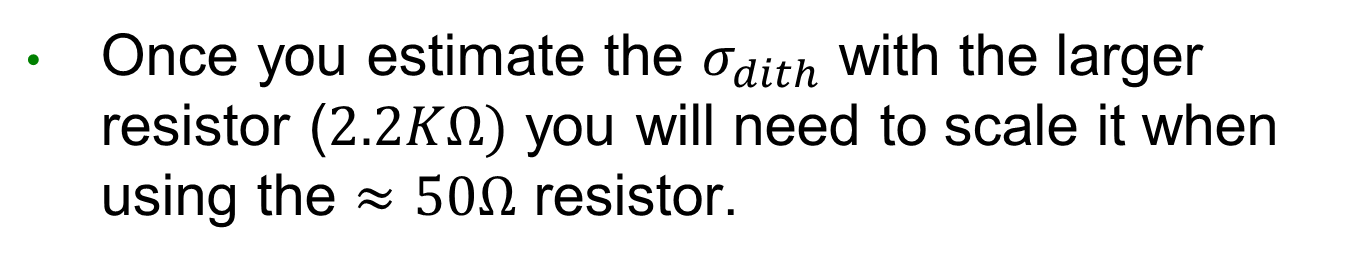 • Once you estimate the σ_dith with the larger
resistor (2.2KΩ) you will need to scale it when
using the ≈ 50Ω resistor.